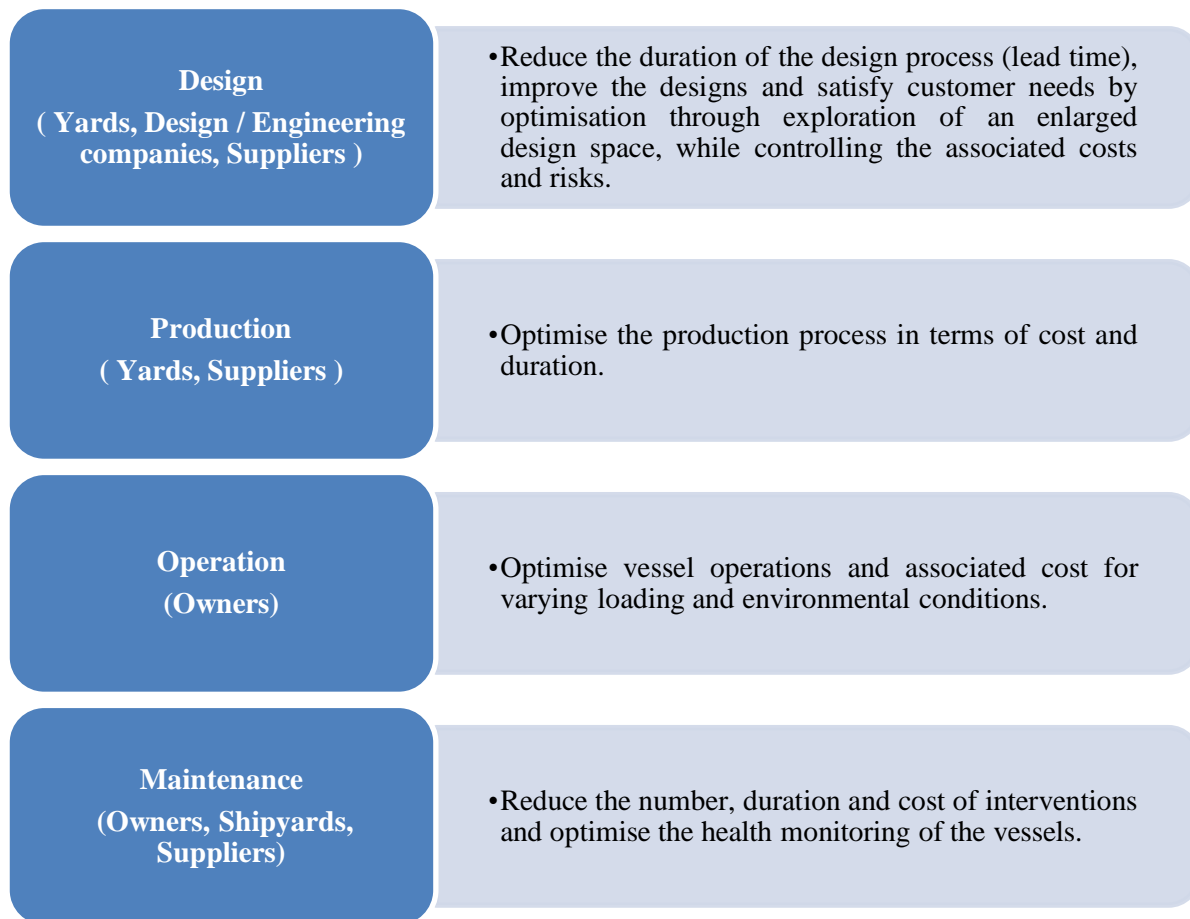 Design
( Yards, Design / Engineering
companies, Suppliers )
•Reduce the duration of the design process (lead time),
improve the designs and satisfy customer needs by
optimisation through exploration of an enlarged
design space, while controlling the associated costs
and risks.
Production
( Yards, Suppliers )
•Optimise the production process in terms of cost and
duration.
Operation
(Owners)
•Optimise vessel operations and associated cost for
varying loading and environmental conditions.
Maintenance
(Owners, Shipyards,
Suppliers)
•Reduce the number, duration and cost of interventions
and optimise the health monitoring of the vessels.